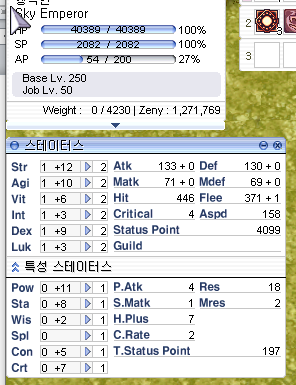 Sky Emperor
HP 40389 / 40389 100%
SP 2082 / 2082 100%
AP 54 / 200 27%
Base Lv. 250
Job Lv. 50
Weight : 0 / 4230 | Zeny : 1,271,769
2
3
3
스테이터스
Str 1 +12 2 Atk 133 + 0 Def 130 + 0
Agi 1 +10 2 Matk 71 + 0 Mdef 69 + 0
Vit 1 +6 2 Hit 446 Flee 371 + 1
Int 1 +3 2 Critical 4 Aspd 158
Dex 1 +9 2 Status Point 4099
Luk 1 +3 2 Guild
특성 스테이터스
Pow 0 +11 1 P.Atk 4 Res 18
Sta 0 +8 1 S.Matk 1 Mres 2
Wis 0 +2 1 H.Plus 7
Spl 0 1 C.Rate 2
Con 0 +5 1 T.Status Point 197
Crt 0 +7 1